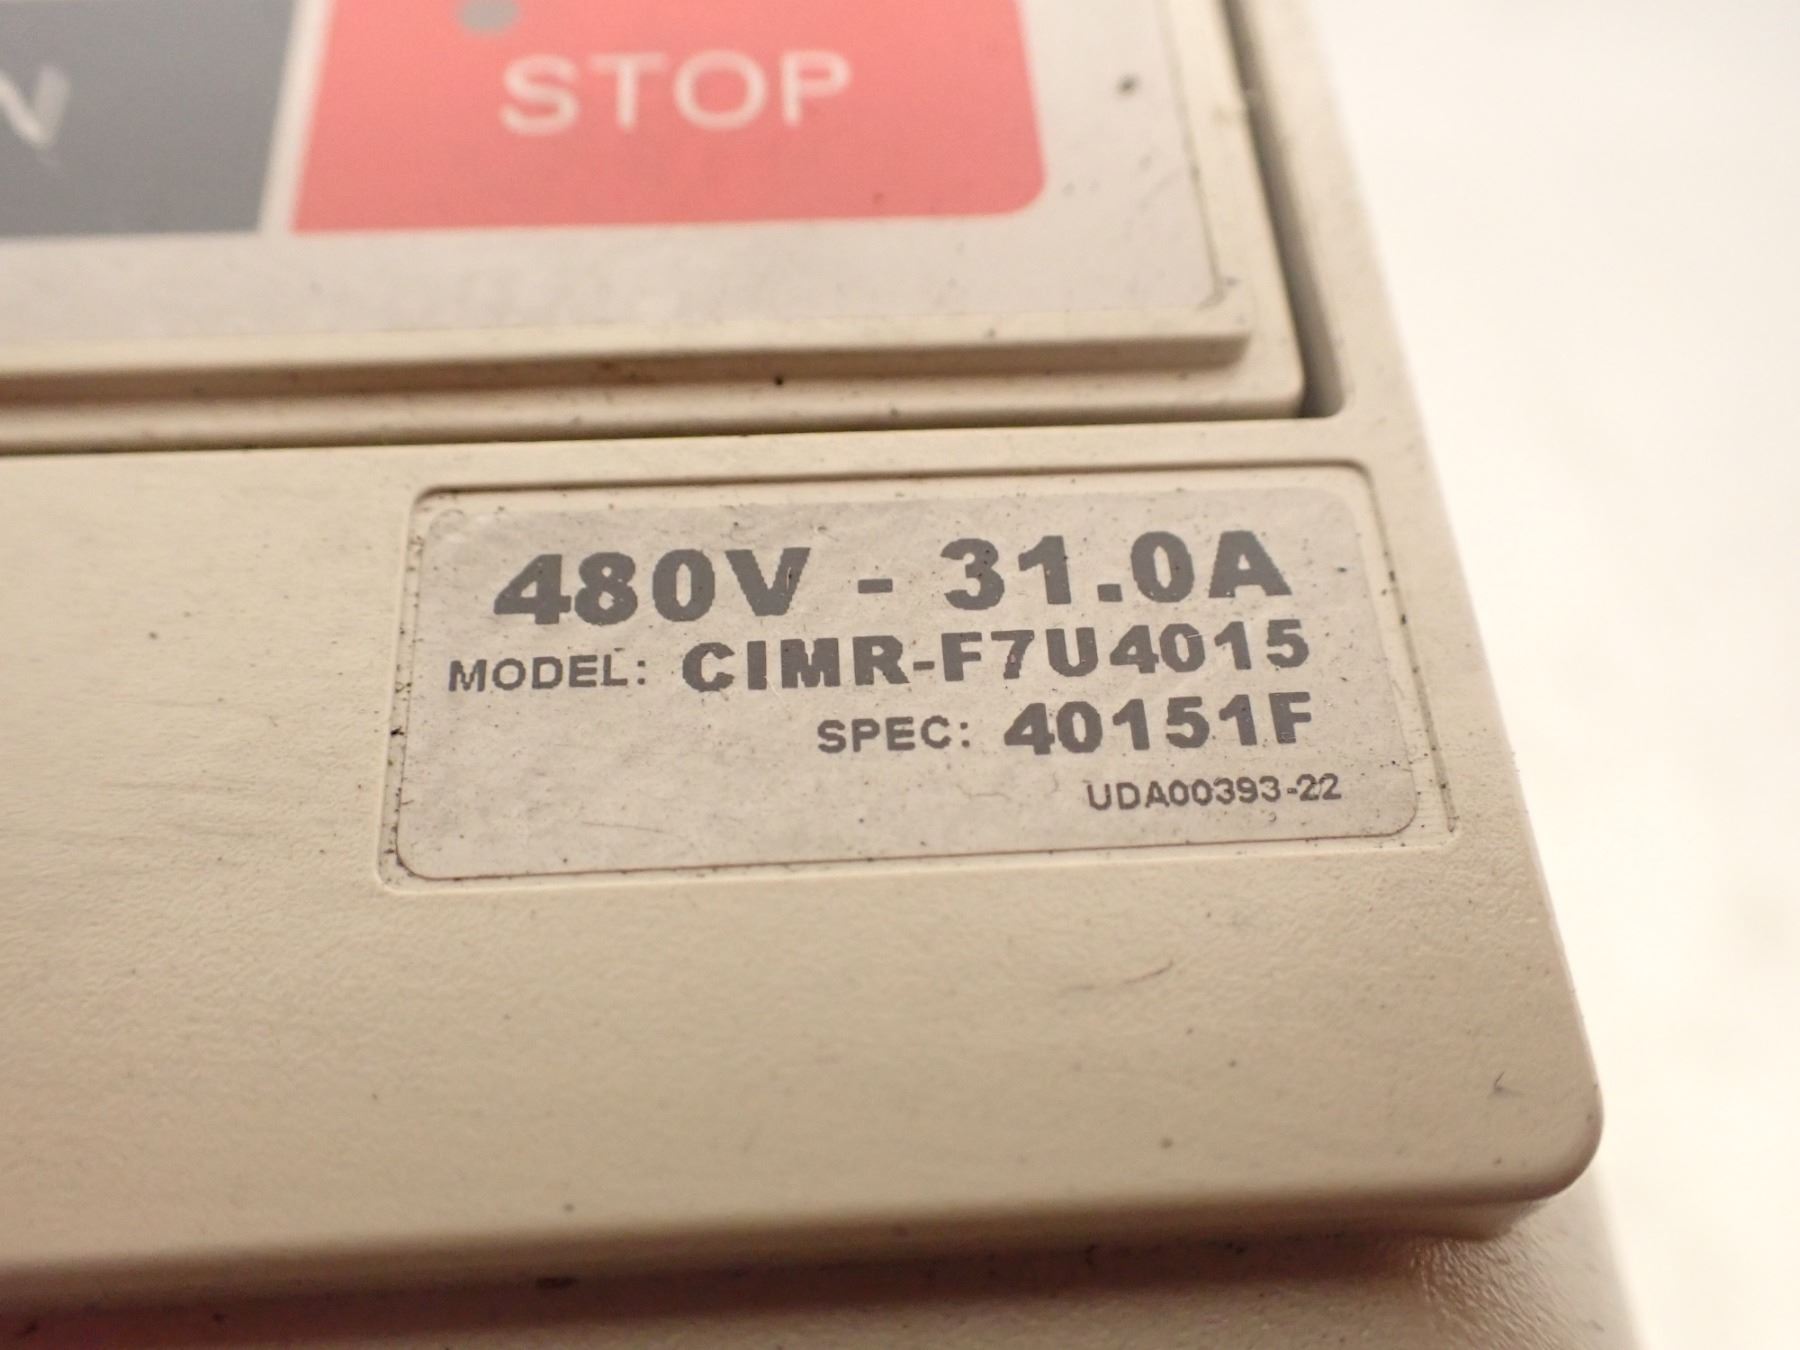 N STOP
480V - 31.0A
MODEL: CIMR-F7U4015
SPEC: 40151F
UDA00393-22